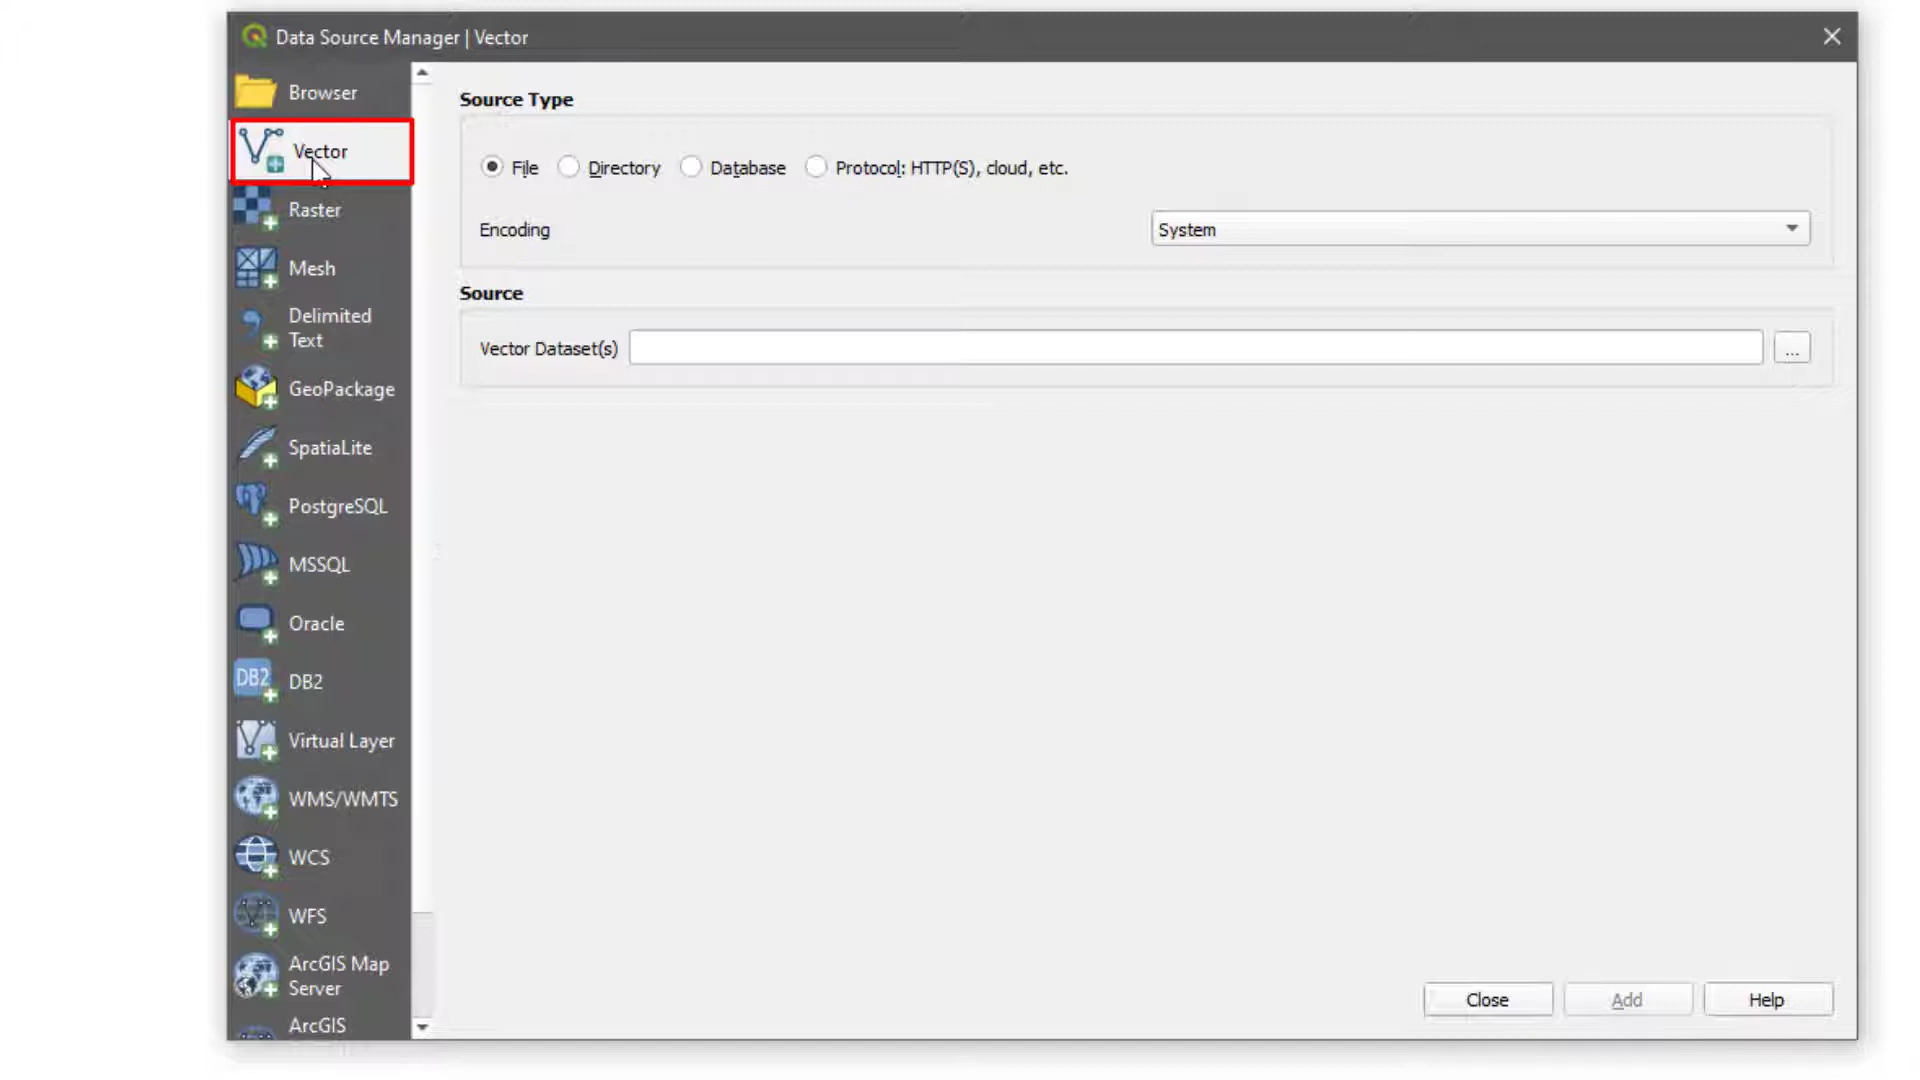 Data Source Manager | Vector
Browser
Vector
Raster
Mesh
Delimited
Text
GeoPackage
SpatiaLite
PostgreSQL
MSSQL
Oracle
DB2
DB2
Virtual Layer
WMS/WMTS
WCS
WFS
ArcGIS Map
Server
ArcGIS
Source Type
File
Directory
Database
Protocol: HTTP(S), cloud, etc.
Encoding
System
Source
Vector Dataset(s)
...
Close
Add
Help